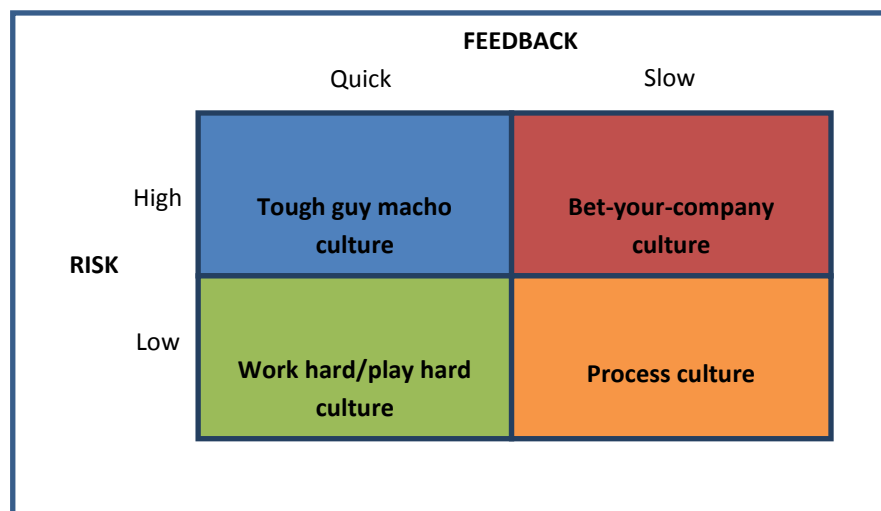 FEEDBACK
Quick
Slow
High
Tough guy macho
culture
Bet-your-company
culture
RISK
Low
Work hard/play hard
culture
Process culture